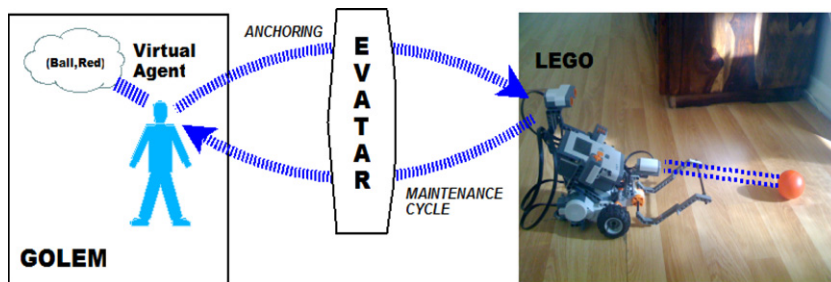 {Ball,Red}
Virtual
Agent
GOLEM
ANCHORING
E
V
A
T
A
R
MAINTENANCE
CYCLE
LEGO